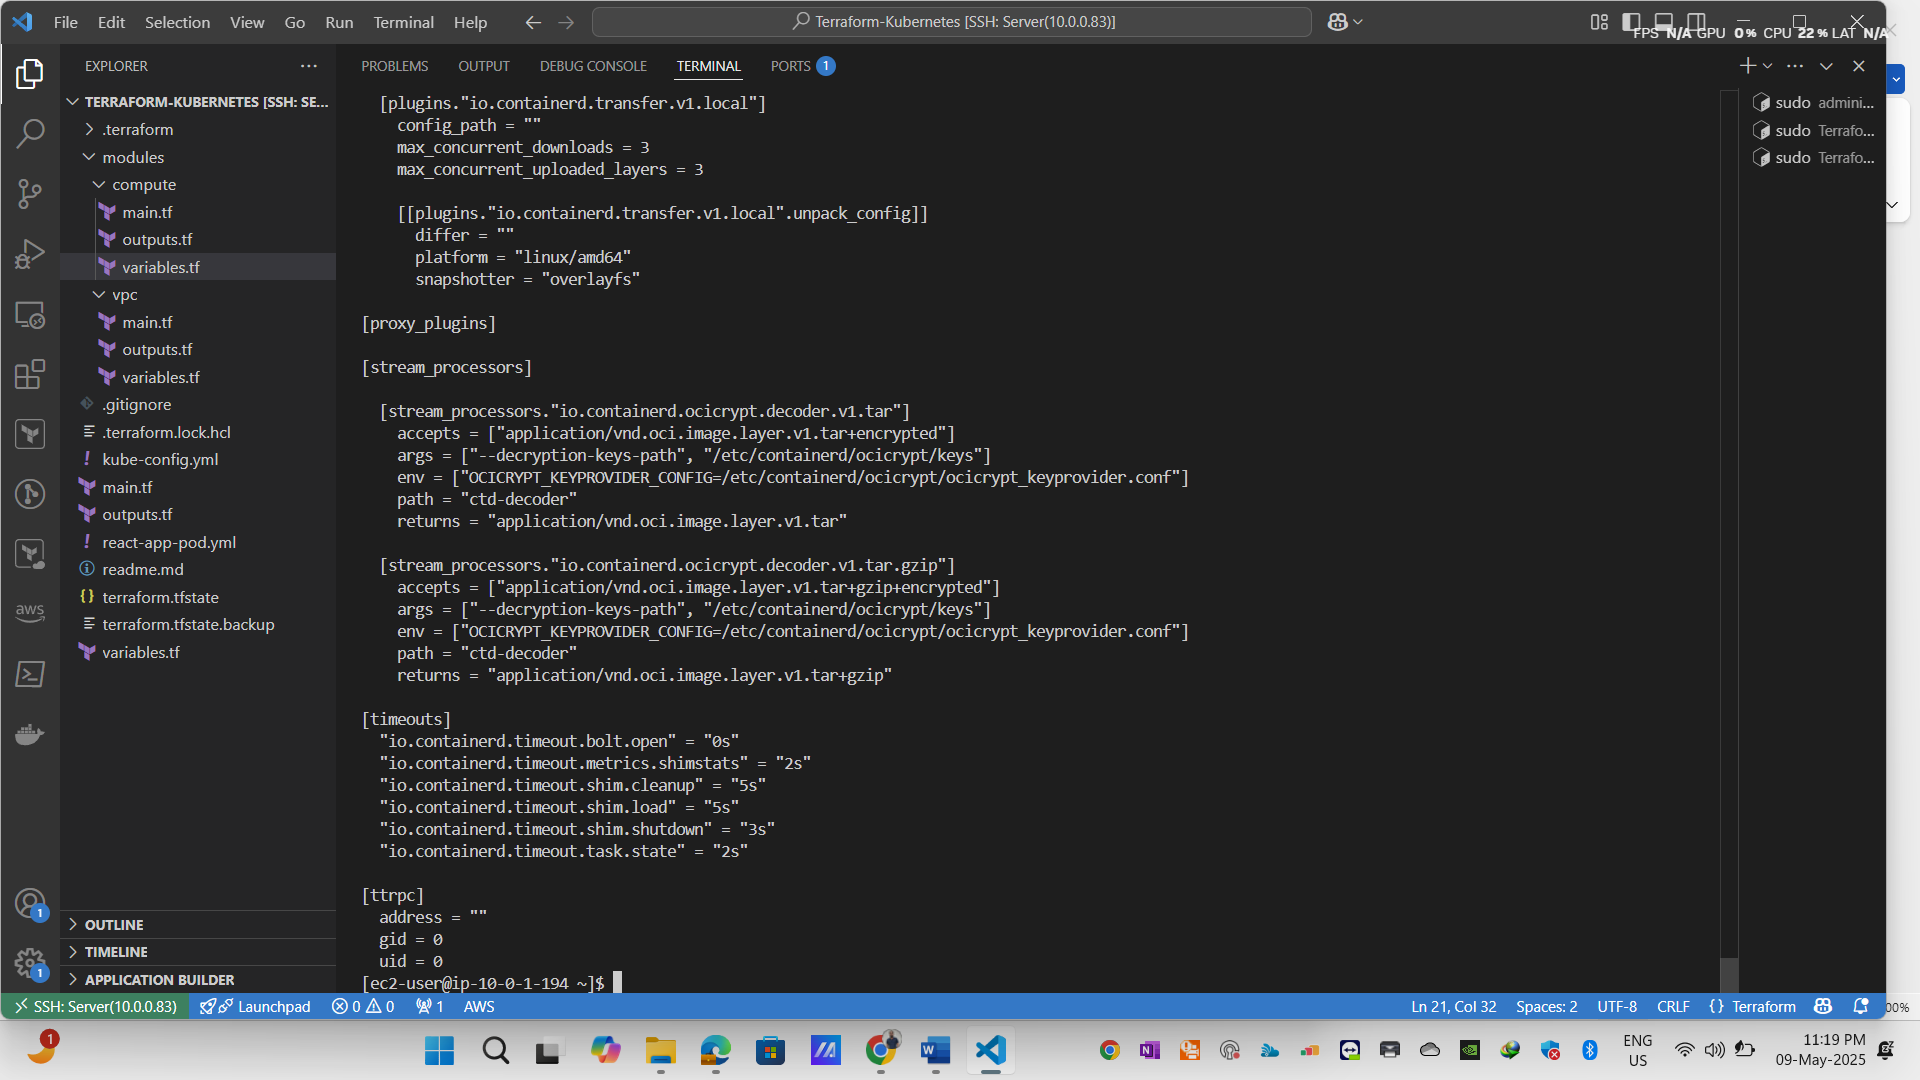 File Edit Selection View Go Run Terminal Help
Terraform-Kubernetes [SSH: Server(10.0.0.83)]
FPS N/A GPU 0% CPU 22% LAT N/A
EXPLORER
PROBLEMS OUTPUT DEBUG CONSOLE TERMINAL PORTS 1
TERRAFORM-KUBERNETES [SSH: SE...
.terraform
modules
compute
main.tf
outputs.tf
variables.tf
vpc
main.tf
outputs.tf
variables.tf
.gitignore
.terraform.lock.hcl
kube-config.yml
main.tf
outputs.tf
react-app-pod.yml
readme.md
terraform.tfstate
terraform.tfstate.backup
variables.tf
OUTLINE
TIMELINE
APPLICATION BUILDER
aws
1
1
[plugins."io.containerd.transfer.v1.local"]
config_path = ""
max_concurrent_downloads = 3
max_concurrent_uploaded_layers = 3
[[plugins."io.containerd.transfer.v1.local".unpack_config]]
differ = ""
platform = "linux/amd64"
snapshotter = "overlayfs"
[proxy_plugins]
[stream_processors]
[stream_processors."io.containerd.ocicrypt.decoder.v1.tar"]
accepts = ["application/vnd.oci.image.layer.v1.tar+encrypted"]
args = ["--decryption-keys-path", "/etc/containerd/ocicrypt/keys"]
env = ["OCICRYPT_KEYPROVIDER_CONFIG=/etc/containerd/ocicrypt/ocicrypt_keyprovider.conf"]
path = "ctd-decoder"
returns = "application/vnd.oci.image.layer.v1.tar"
[stream_processors."io.containerd.ocicrypt.decoder.v1.tar.gzip"]
accepts = ["application/vnd.oci.image.layer.v1.tar+gzip+encrypted"]
args = ["--decryption-keys-path", "/etc/containerd/ocicrypt/keys"]
env = ["OCICRYPT_KEYPROVIDER_CONFIG=/etc/containerd/ocicrypt/ocicrypt_keyprovider.conf"]
path = "ctd-decoder"
returns = "application/vnd.oci.image.layer.v1.tar+gzip"
[timeouts]
"io.containerd.timeout.bolt.open" = "0s"
"io.containerd.timeout.metrics.shimstats" = "2s"
"io.containerd.timeout.shim.cleanup" = "5s"
"io.containerd.timeout.shim.load" = "5s"
"io.containerd.timeout.shim.shutdown" = "3s"
"io.containerd.timeout.task.state" = "2s"
[ttrpc]
address = ""
gid = 0
uid = 0
[ec2-user@ip-10-0-1-194 ~]$
sudo admini...
sudo Terrafo...
sudo Terrafo...
SSH: Server(10.0.0.83) Launchpad 0 0 1 AWS
Ln 21, Col 32 Spaces: 2 UTF-8 CRLF {} Terraform
00%
1
ENG
US
11:19 PM
09-May-2025